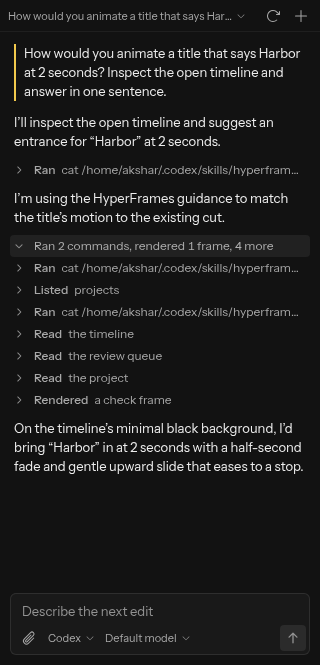 How would you animate a title that says Har...
How would you animate a title that says Harbor
at 2 seconds? Inspect the open timeline and
answer in one sentence.
I’ll inspect the open timeline and suggest an
entrance for “Harbor” at 2 seconds.
Ran cat /home/akshar/.codex/skills/hyperfram...
I’m using the HyperFrames guidance to match
the title’s motion to the existing cut.
Ran 2 commands, rendered 1 frame, 4 more
Ran cat /home/akshar/.codex/skills/hyperfram...
Listed projects
Ran cat /home/akshar/.codex/skills/hyperfram...
Read the timeline
Read the review queue
Read the project
Rendered a check frame
On the timeline’s minimal black background, I’d
bring “Harbor” in at 2 seconds with a half-second
fade and gentle upward slide that eases to a stop.
Describe the next edit
Codex Default model